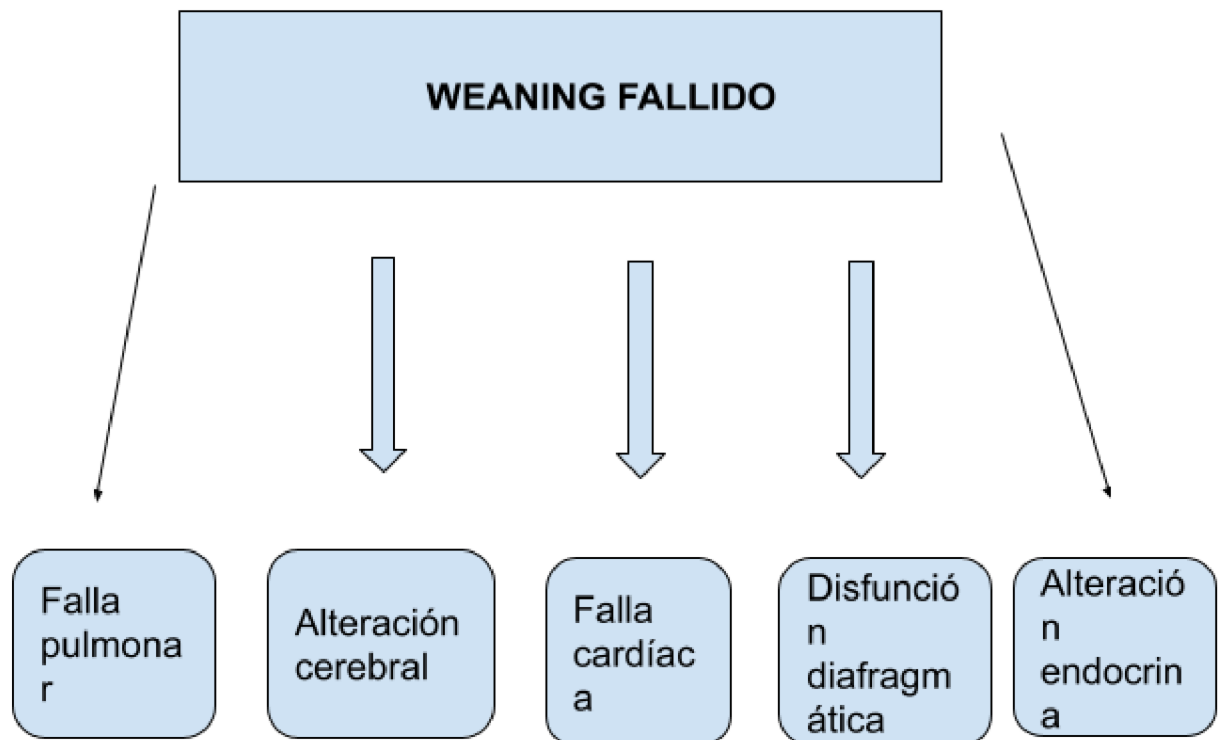 WEANING FALLIDO
Falla
pulmona
r
Alteración
cerebral
Falla
cardíac
a
Disfunció
n
diafragm
ática
Alteració
n
endocrin
a